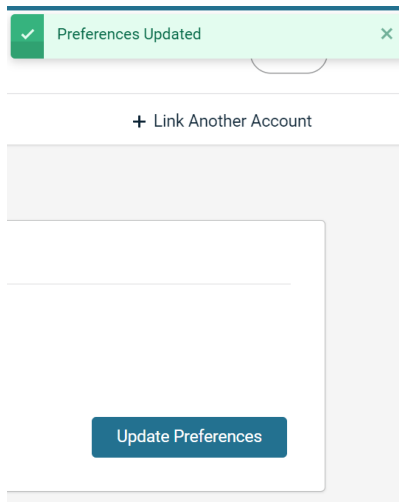 Preferences Updated
+ Link Another Account
Update Preferences